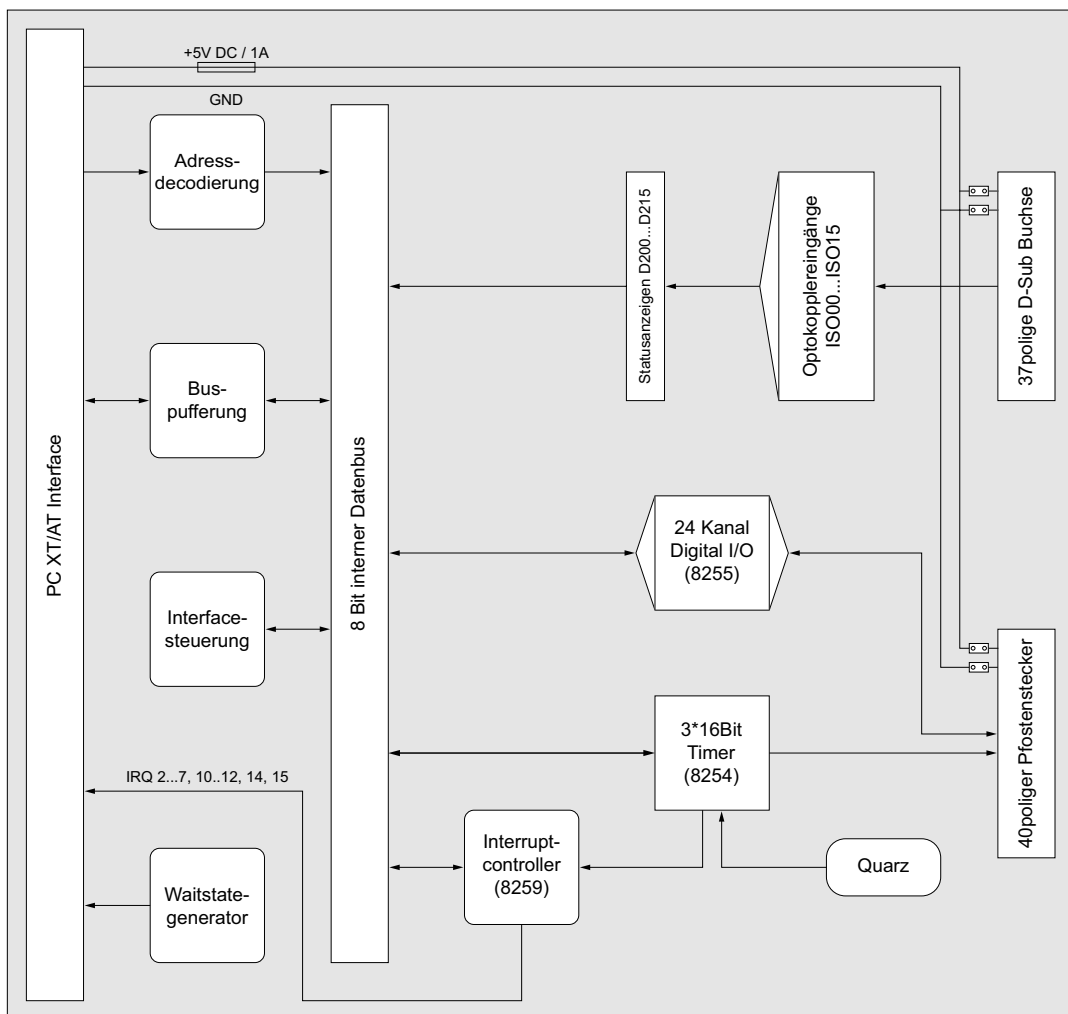 +5V DC / 1A
GND
PC XT/AT Interface
Adress-
decodierung
Bus-
pufferung
Interface-
steuerung
IRQ 2...7, 10..12, 14, 15
Waitstate-
generator
8 Bit interner Datenbus
Statusanzeigen D200...D215
Optokopplereingänge
ISO00...ISO15
37polige D-Sub Buchse
24 Kanal
Digital I/O
(8255)
3*16Bit
Timer
(8254)
Interrupt-
controller
(8259)
Quarz
40poliger Pfostenstecker